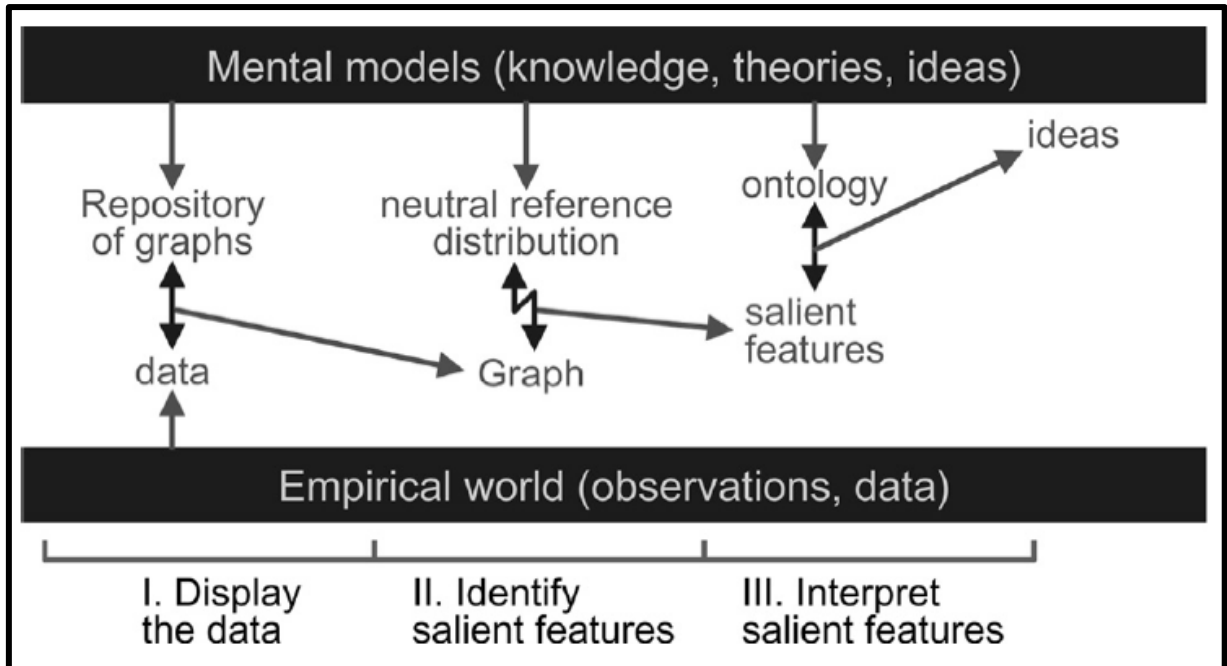 Mental models (knowledge, theories, ideas)
ideas
Repository
of graphs
neutral reference
distribution
ontology
salient
features
data
Graph
Empirical world (observations, data)
I. Display
the data
II. Identify
salient features
III. Interpret
salient features